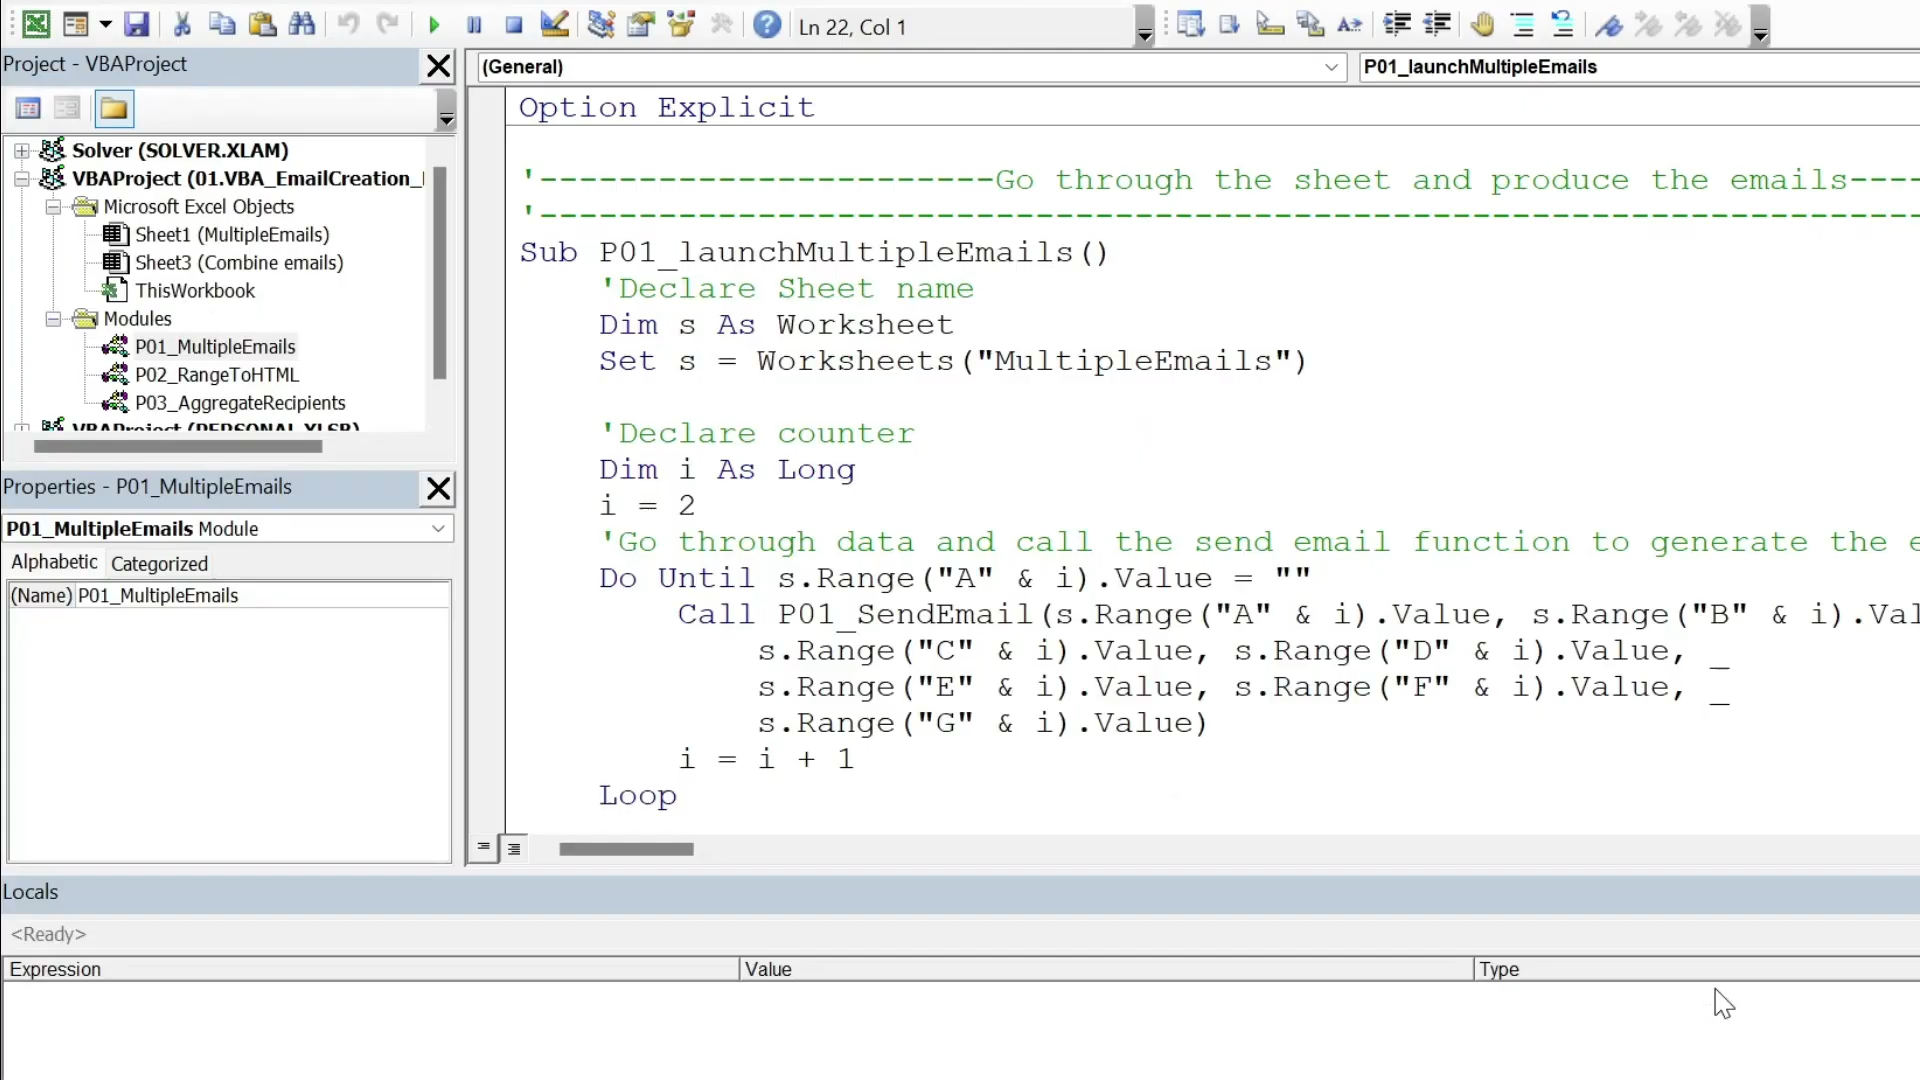 Ln 22, Col 1
Project - VBAProject
Solver (SOLVER.XLAM)
VBAProject (01.VBA_EmailCreation_
Microsoft Excel Objects
Sheet1 (MultipleEmails)
Sheet3 (Combine emails)
ThisWorkbook
Modules
P01_MultipleEmails
P02_RangeToHTML
P03_AggregateRecipients
VBAProject (PERSONAL.XLSB)
Properties - P01_MultipleEmails
P01_MultipleEmails Module
Alphabetic Categorized
(Name) P01_MultipleEmails
(General) P01_launchMultipleEmails
Option Explicit
'-----------------------Go through the sheet and produce the emails----
'----------------------------------------------------------------------
Sub P01_launchMultipleEmails()
'Declare Sheet name
Dim s As Worksheet
Set s = Worksheets("MultipleEmails")
'Declare counter
Dim i As Long
i = 2
'Go through data and call the send email function to generate the e
Do Until s.Range("A" & i).Value = ""
Call P01_SendEmail(s.Range("A" & i).Value, s.Range("B" & i).Val
s.Range("C" & i).Value, s.Range("D" & i).Value, _
s.Range("E" & i).Value, s.Range("F" & i).Value, _
s.Range("G" & i).Value)
i = i + 1
Loop
Locals
<Ready>
Expression Value Type